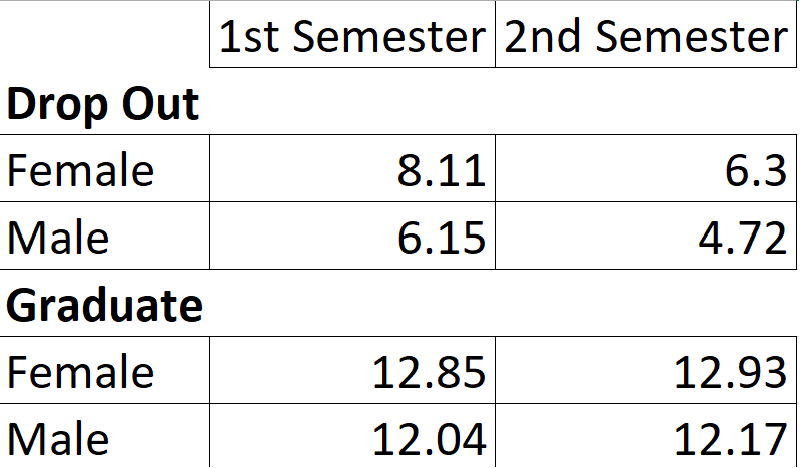 1st Semester 2nd Semester
Drop Out
Female 8.11 6.3
Male 6.15 4.72
Graduate
Female 12.85 12.93
Male 12.04 12.17